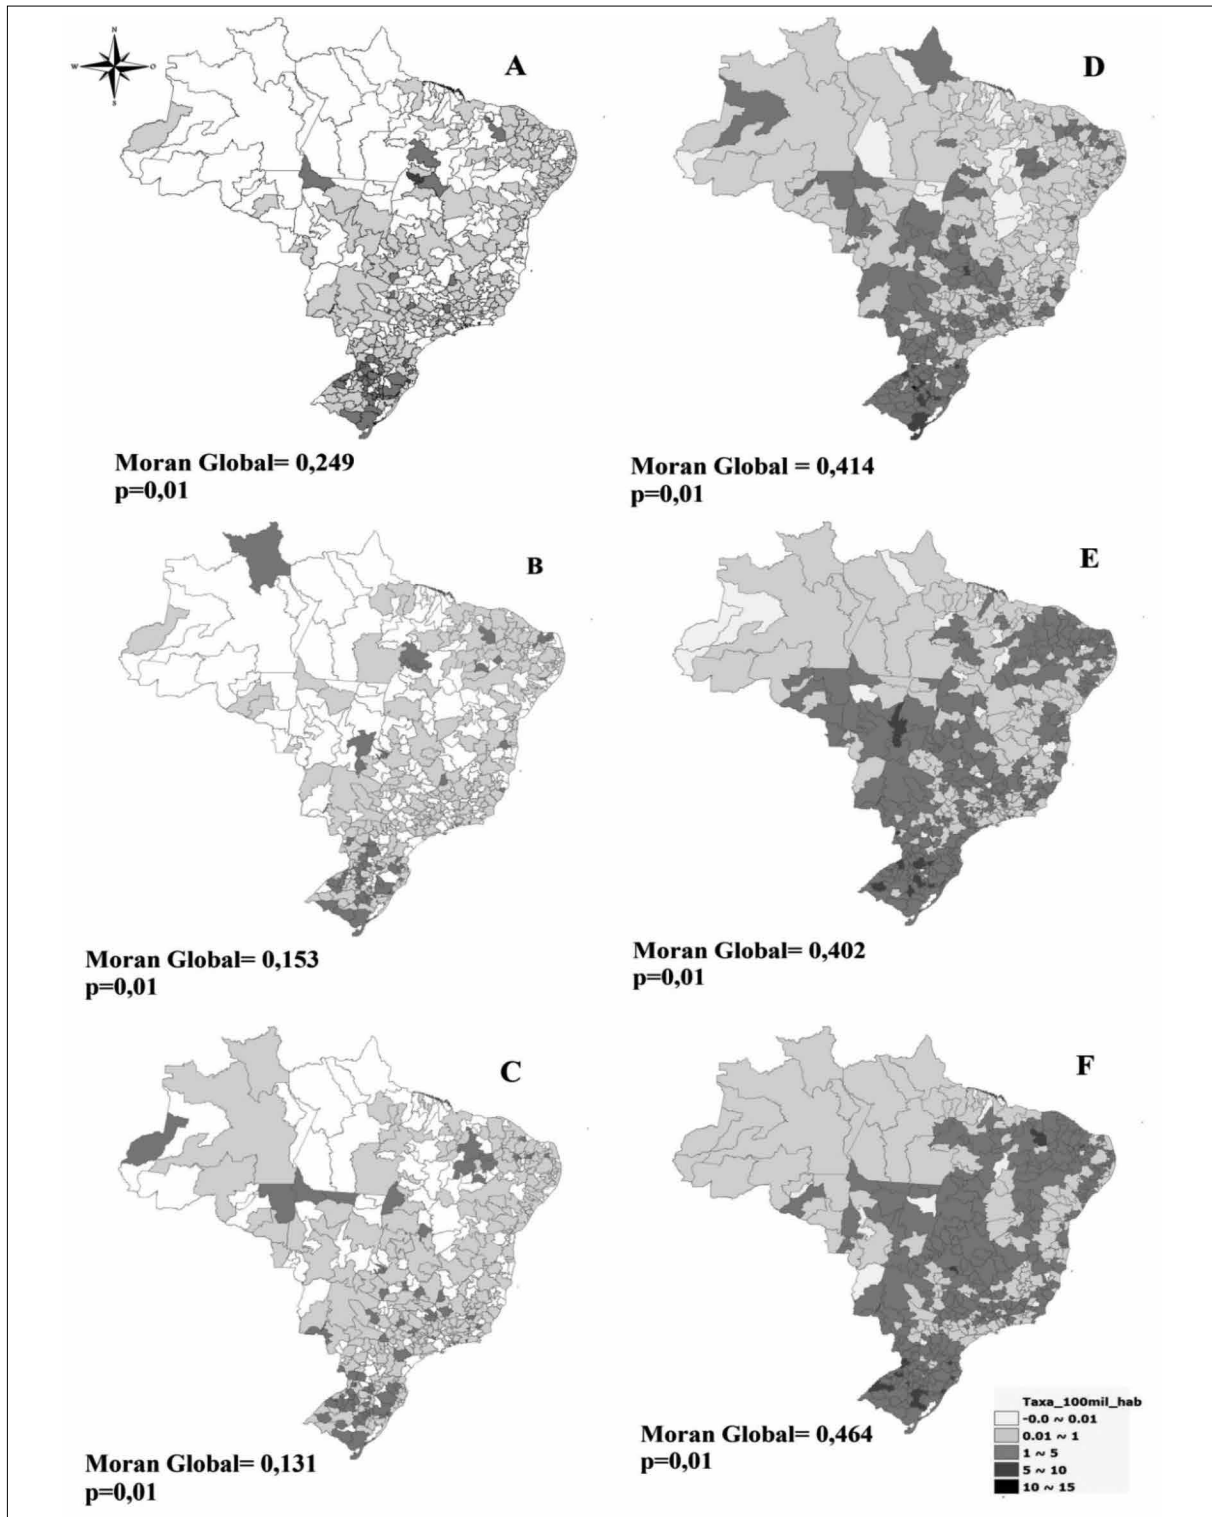 N
W
O
S
A
D
Moran Global= 0,249
p=0,01
Moran Global = 0,414
p=0,01
B
E
Moran Global= 0,153
p=0,01
Moran Global= 0,402
p=0,01
C
F
Moran Global= 0,131
p=0,01
Moran Global= 0,464
p=0,01
Taxa_100mil_hab
-0.0 ~ 0.01
0.01 ~ 1
1 ~ 5
5 ~ 10
10 ~ 15